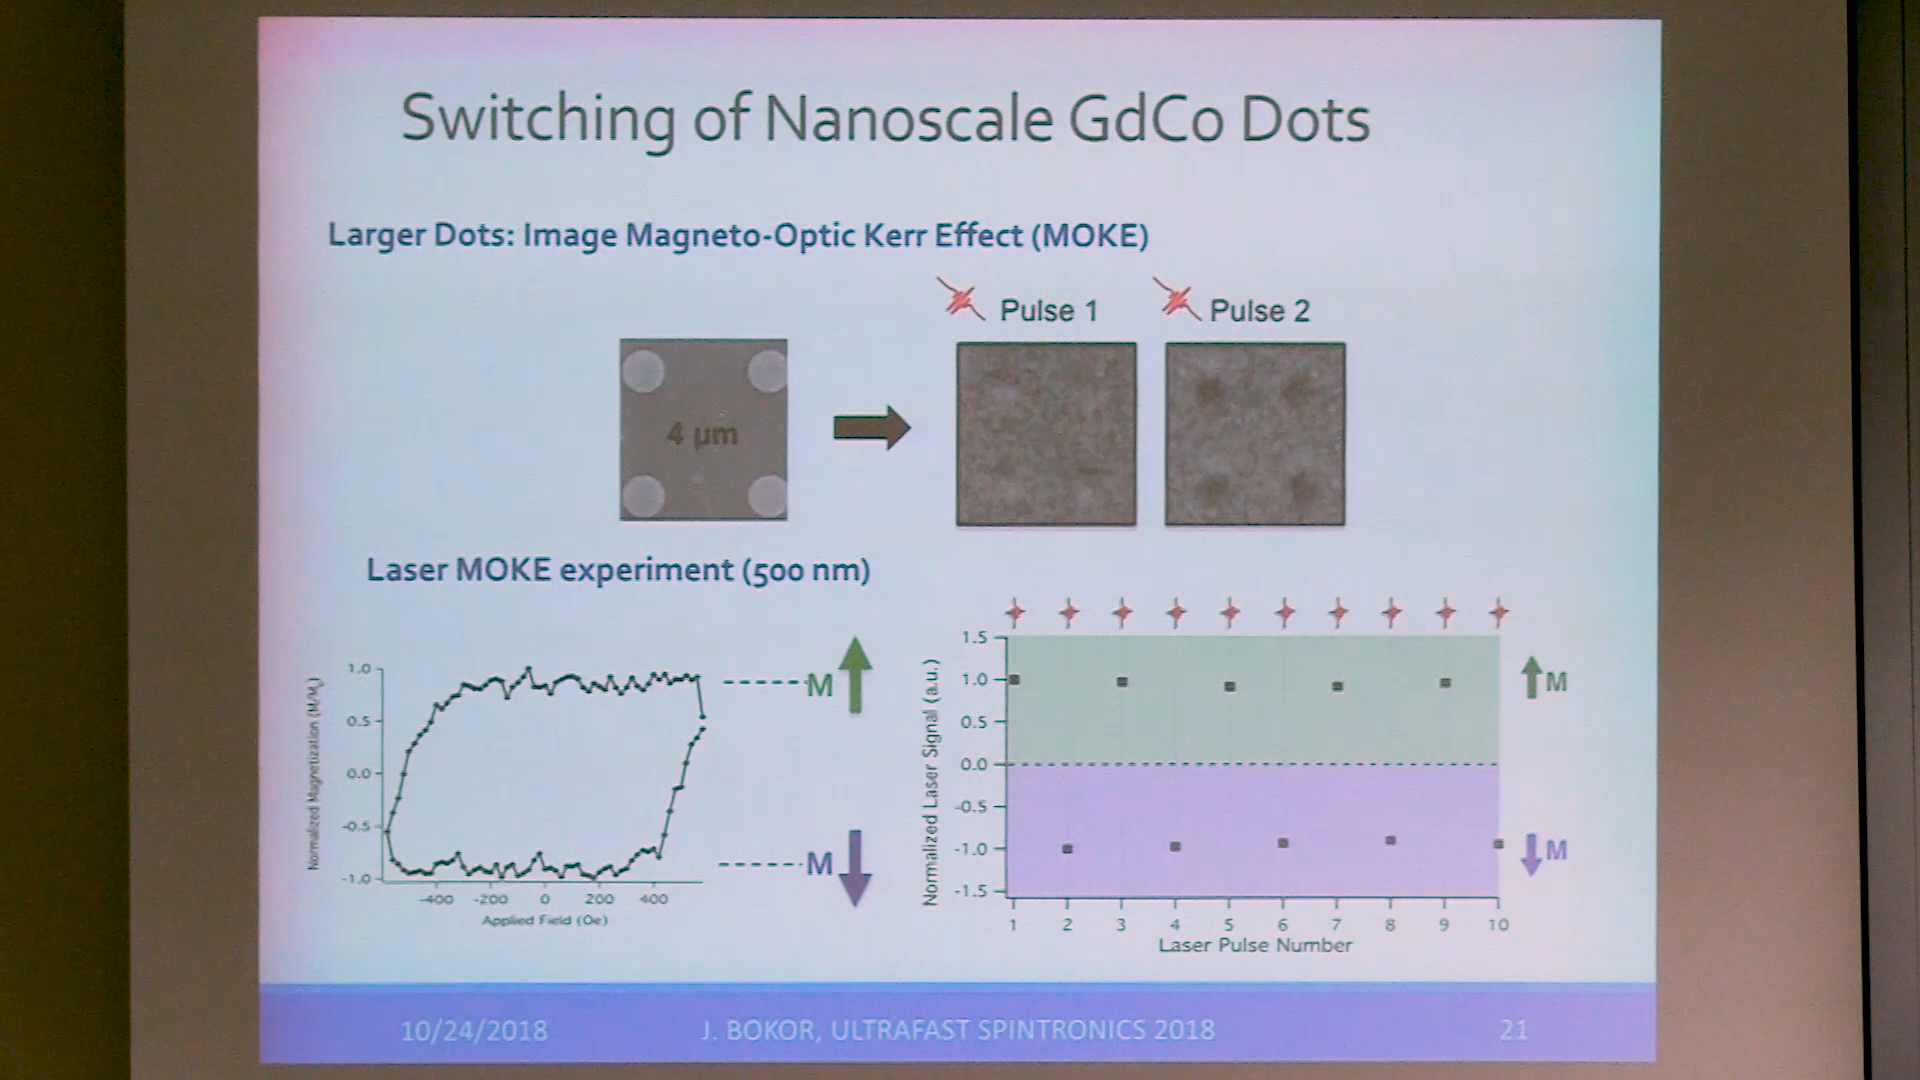 Switching of Nanoscale GdCo Dots
Larger Dots: Image Magneto-Optic Kerr Effect (MOKE)
Pulse 1
Pulse 2
4 µm
Laser MOKE experiment (500 nm)
Normalized Magnetization (M/Ms)
1.0
0.5
0.0
-0.5
-1.0
-400 -200 0 200 400
Applied Field (Oe)
M
M
Normalized Laser Signal (a.u.)
1.5
1.0
0.5
0.0
-0.5
-1.0
-1.5
1 2 3 4 5 6 7 8 9 10
Laser Pulse Number
M
M
10/24/2018
J. BOKOR, ULTRAFAST SPINTRONICS 2018
21